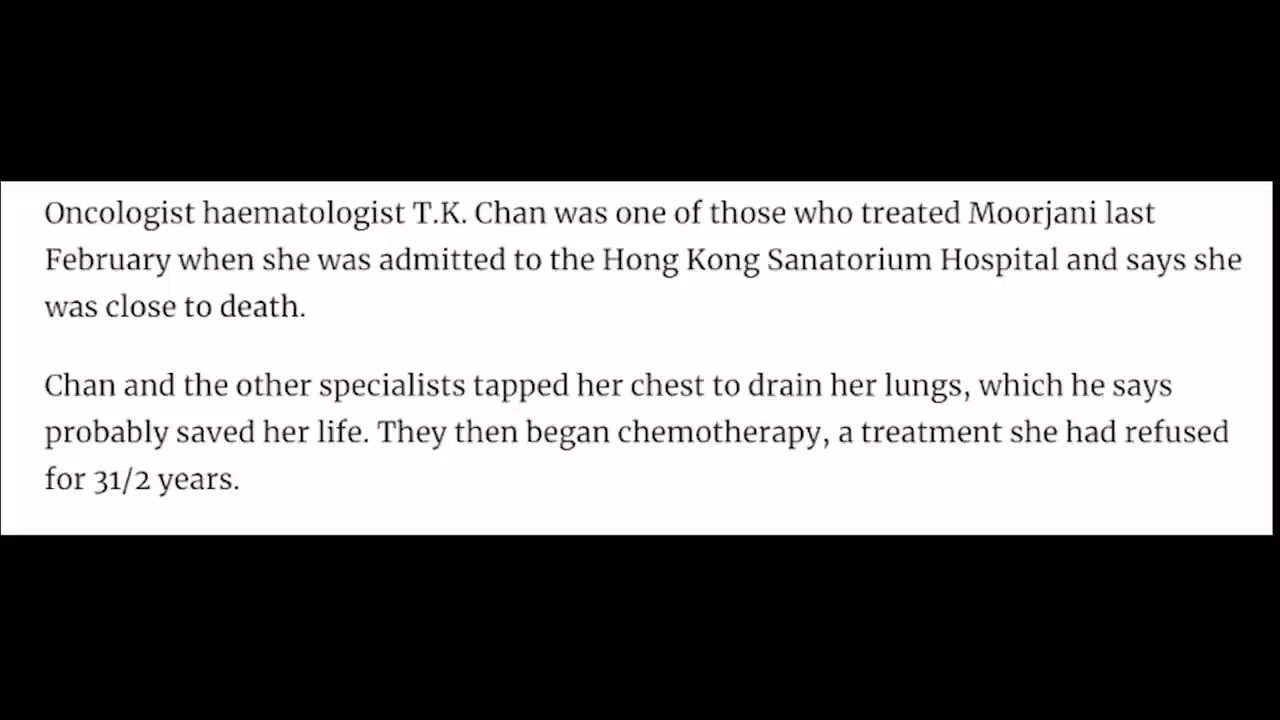 Oncologist haematologist T.K. Chan was one of those who treated Moorjani last
February when she was admitted to the Hong Kong Sanatorium Hospital and says she
was close to death.
Chan and the other specialists tapped her chest to drain her lungs, which he says
probably saved her life. They then began chemotherapy, a treatment she had refused
for 31/2 years.